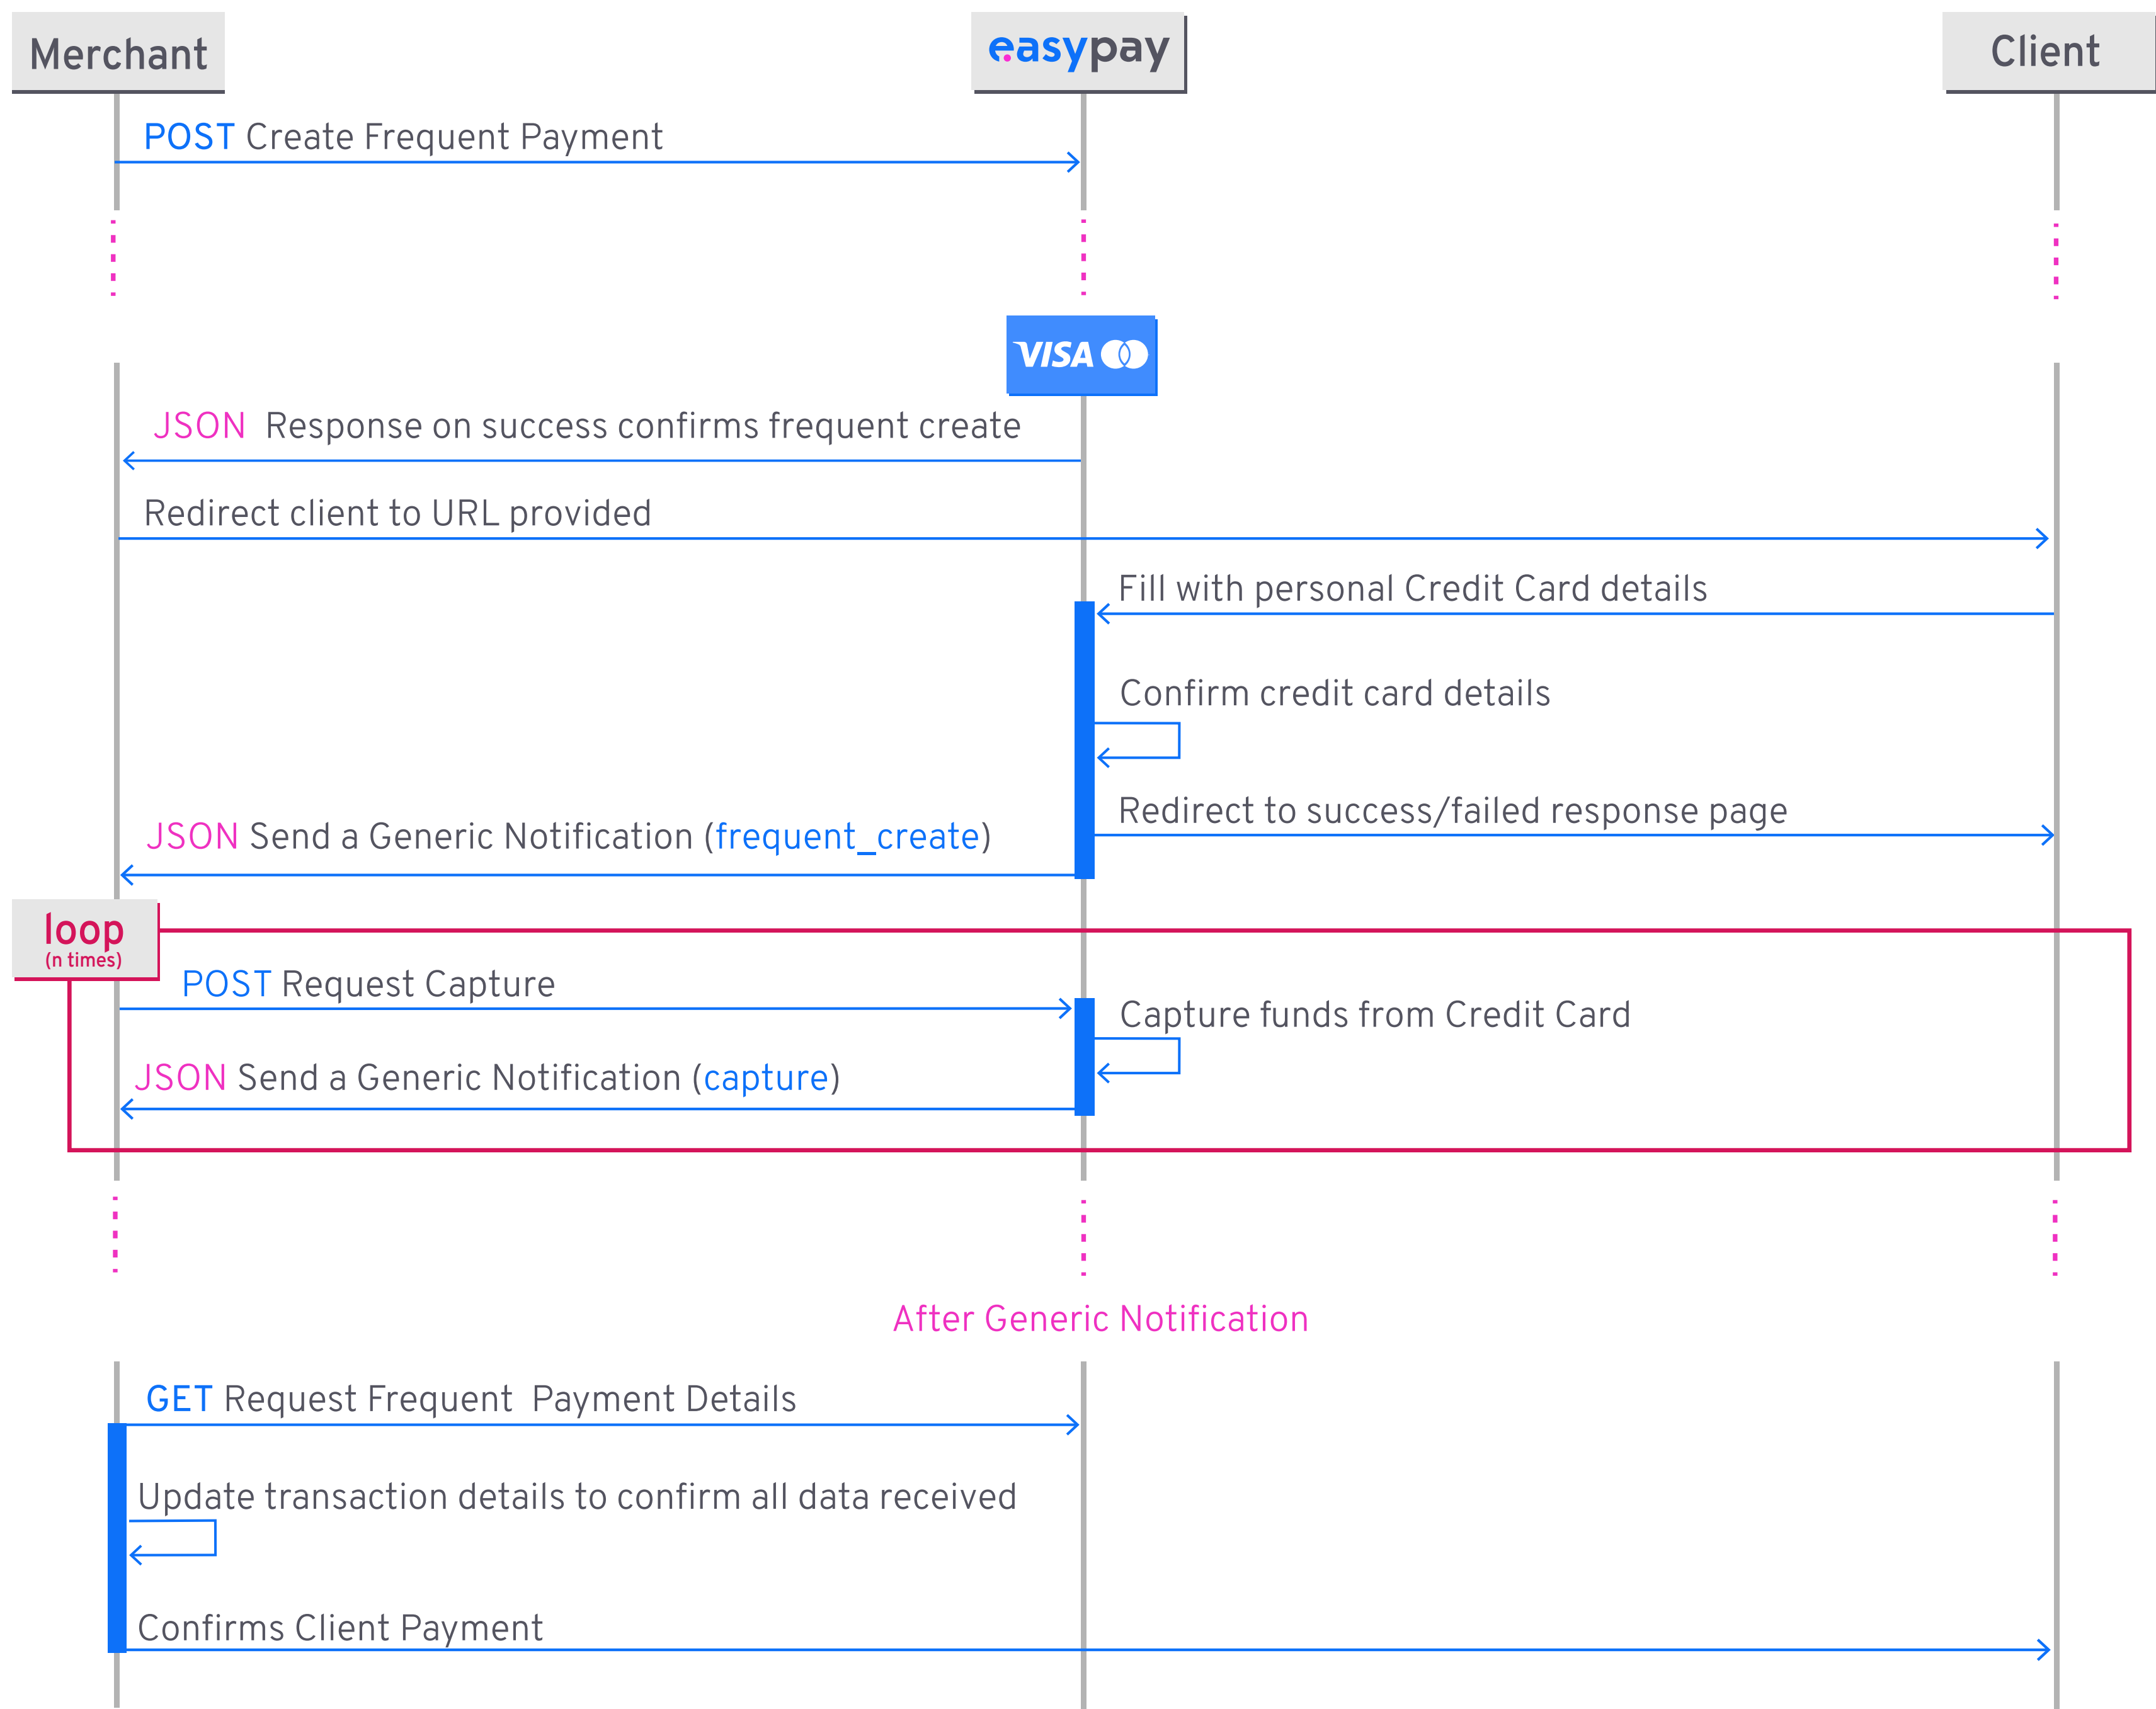 Merchant
easypay
Client
POST Create Frequent Payment
VISA
JSON Response on success confirms frequent create
Redirect client to URL provided
Fill with personal Credit Card details
Confirm credit card details
Redirect to success/failed response page
JSON Send a Generic Notification (frequent_create)
loop
(n times)
POST Request Capture
Capture funds from Credit Card
JSON Send a Generic Notification (capture)
After Generic Notification
GET Request Frequent Payment Details
Update transaction details to confirm all data received
Confirms Client Payment